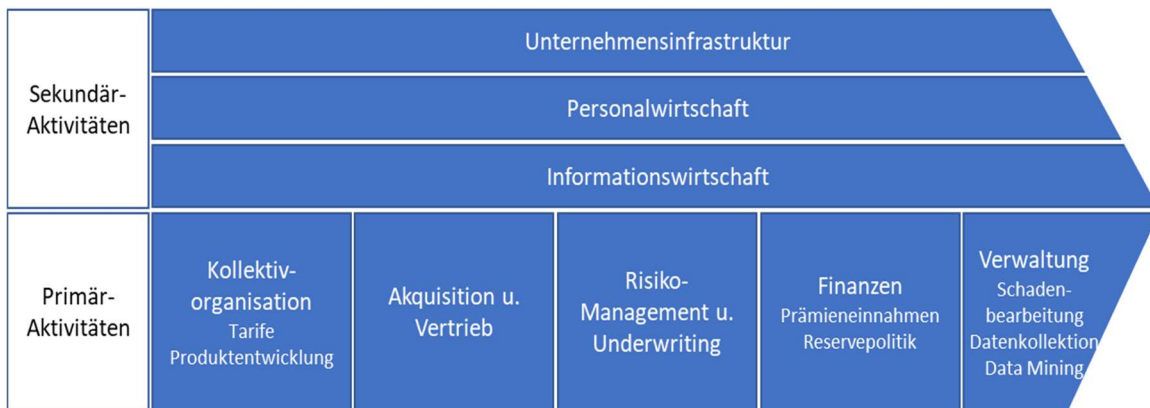 Sekundär-
Aktivitäten
Unternehmensinfrastruktur
Personalwirtschaft
Informationswirtschaft
Primär-
Aktivitäten
Kollektiv-
organisation
Tarife
Produktentwicklung
Akquisition u.
Vertrieb
Risiko-
Management u.
Underwriting
Finanzen
Prämieneinnahmen
Reservepolitik
Verwaltung
Schaden-
bearbeitung
Datenkollektion
Data Mining